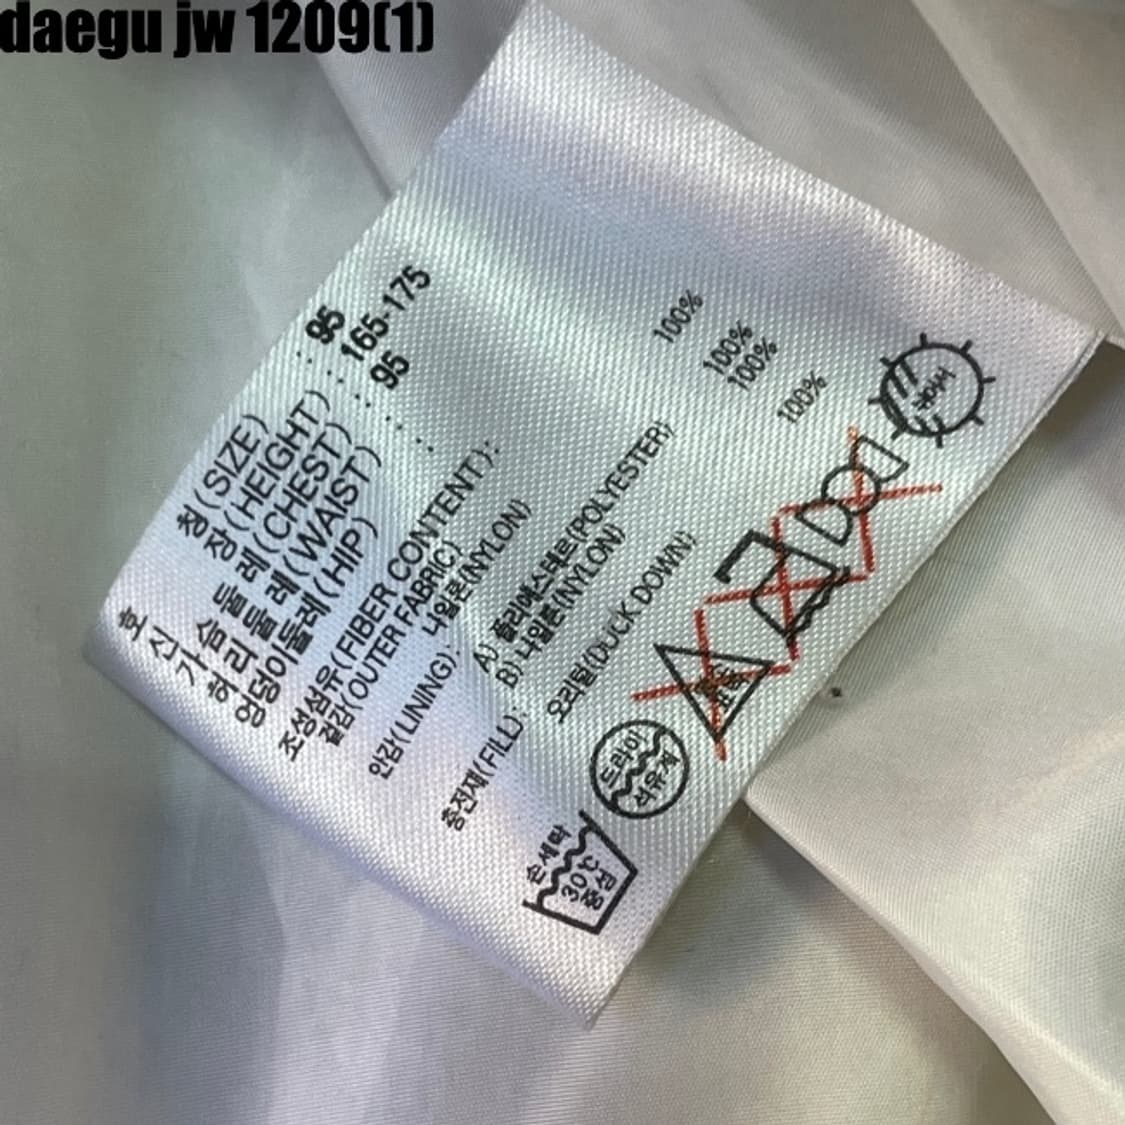 daegu jw 1209(1)
호 칭(SIZE) : 95
신 장(HEIGHT) : 165-175
가 슴 둘 레(CHEST) : 95
허 리 둘 레(WAIST) :
엉덩이둘레(HIP) :
조성섬유(FIBER CONTENT):
겉감(OUTER FABRIC)
나일론(NYLON) 100%
안감(LINING):
A) 폴리에스테르(POLYESTER) 100%
B) 나일론(NYLON) 100%
충전재(FILL):
오리털(DUCK DOWN) 100%
손세탁
30℃
중성
드라이
석유계